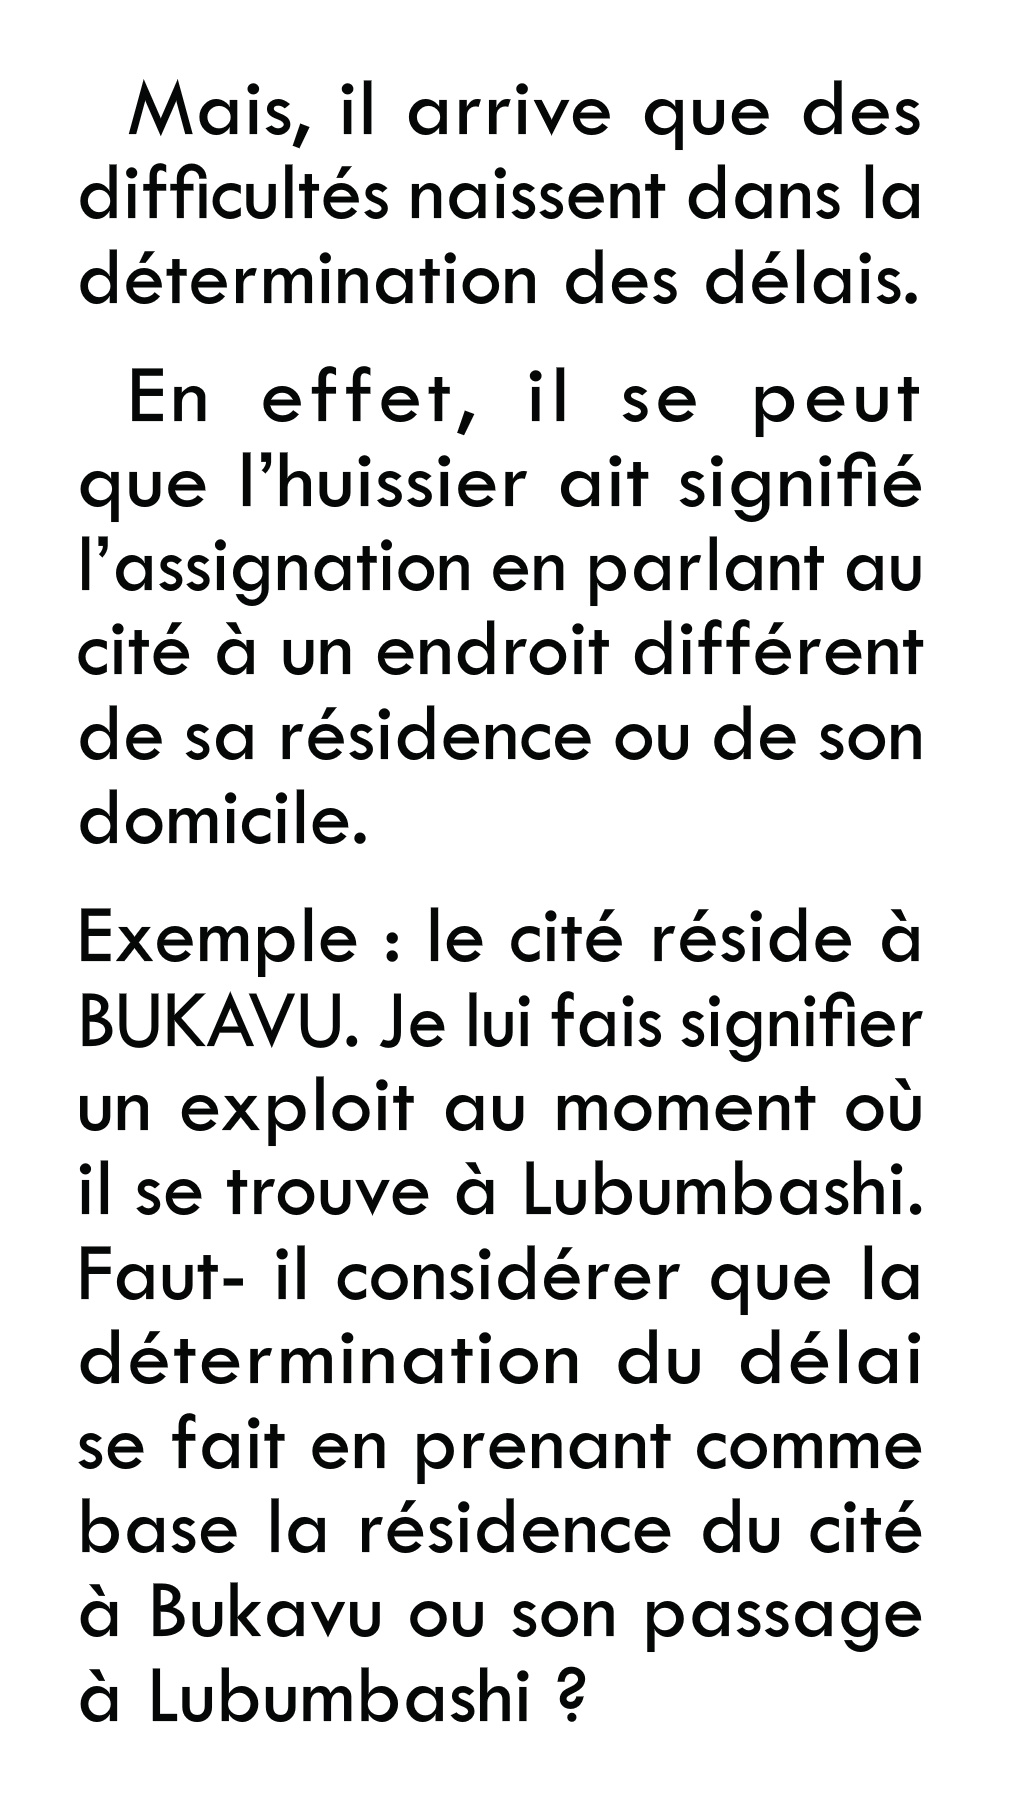 Mais, il arrive que des
difficultés naissent dans la
détermination des délais.
En effet, il se peut
que l’huissier ait signifié
l’assignation en parlant au
cité à un endroit différent
de sa résidence ou de son
domicile.
Exemple : le cité réside à
BUKAVU. Je lui fais signifier
un exploit au moment où
il se trouve à Lubumbashi.
Faut- il considérer que la
détermination du délai
se fait en prenant comme
base la résidence du cité
à Bukavu ou son passage
à Lubumbashi ?